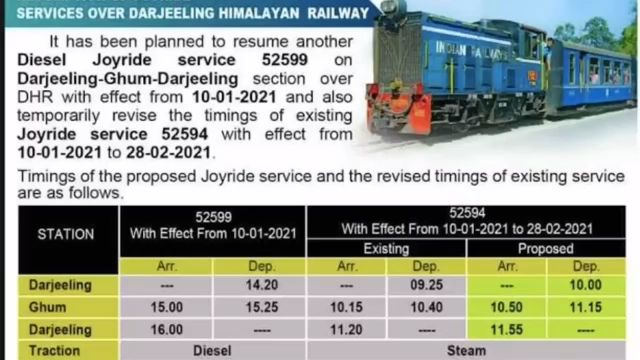 SERVICES OVER DARJEELING HIMALAYAN RAILWAY
It has been planned to resume another
Diesel Joyride service 52599 on
Darjeeling-Ghum-Darjeeling section over
DHR with effect from 10-01-2021 and also
temporarily revise the timings of existing
Joyride service 52594 with effect from
10-01-2021 to 28-02-2021.
INDIAN RAILWAYS
Timings of the proposed Joyride service and the revised timings of existing service
are as follows.
STATION 52599 With Effect From 10-01-2021 52594 With Effect From 10-01-2021 to 28-02-2021
Existing Proposed
Arr. Dep. Arr. Dep. Arr. Dep.
Darjeeling --- 14.20 --- 09.25 --- 10.00
Ghum 15.00 15.25 10.15 10.40 10.50 11.15
Darjeeling 16.00 ---- 11.20 ---- 11.55 ----
Traction Diesel Steam